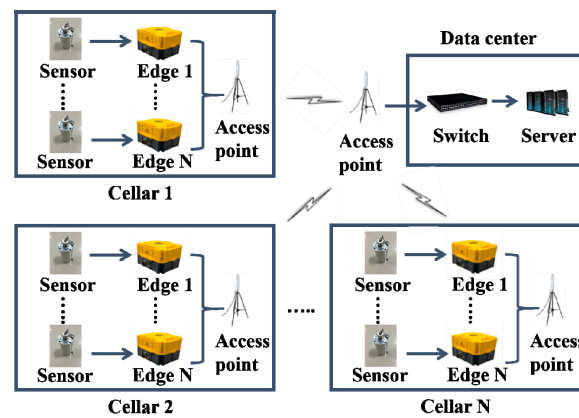 Sensor
Edge 1
Sensor
Edge N
Access
point
Cellar 1
Data center
Access
point
Switch
Server
Sensor
Edge 1
Sensor
Edge N
Access
point
Cellar 2
.....
Sensor
Edge 1
Sensor
Edge N
Access
point
Cellar N